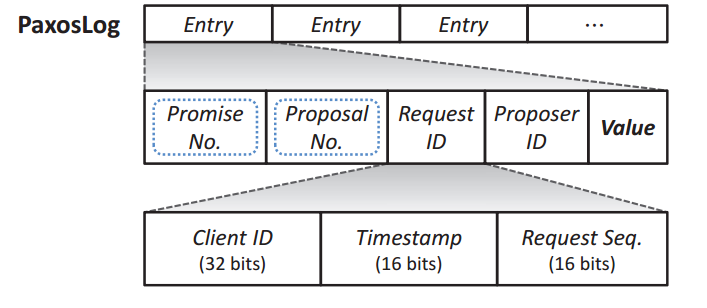 PaxosLog
Entry Entry Entry ...
Promise No. Proposal No. Request ID Proposer ID Value
Client ID Timestamp Request Seq.
(32 bits) (16 bits) (16 bits)